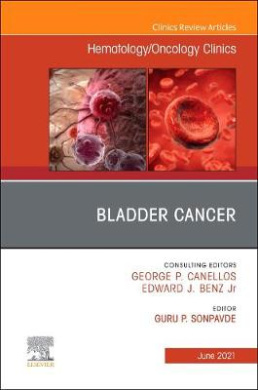 Clinics Review Articles
Hematology/Oncology Clinics
BLADDER CANCER
CONSULTING EDITORS
GEORGE P. CANELLOS
EDWARD J. BENZ Jr
EDITOR
GURU P. SONPAVDE
ELSEVIER
June 2021